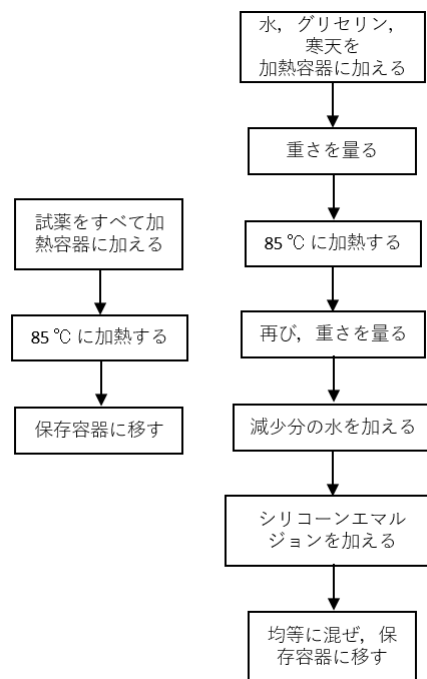 試薬をすべて加
熱容器に加える
85 ℃ に加熱する
保存容器に移す
水，グリセリン，
寒天を
加熱容器に加える
重さを量る
85 ℃ に加熱する
再び，重さを量る
減少分の水を加える
シリコーンエマル
ジョンを加える
均等に混ぜ，保
存容器に移す